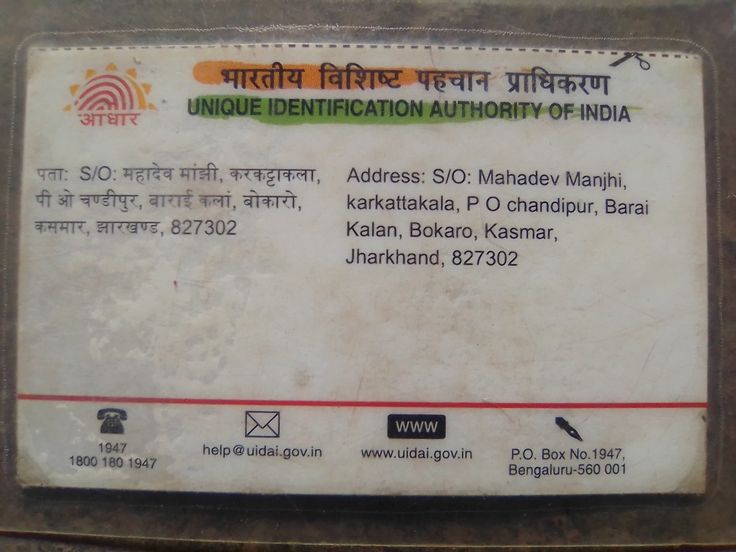 आधार
भारतीय विशिष्ट पहचान प्राधिकरण
UNIQUE IDENTIFICATION AUTHORITY OF INDIA
पता: S/O: महादेव मांझी, करकट्टाकला,
पी ओ चण्डीपुर, बाराई कलां, बोकारो,
कसमार, झारखण्ड, 827302
Address: S/O: Mahadev Manjhi,
karkattakala, P O chandipur, Barai
Kalan, Bokaro, Kasmar,
Jharkhand, 827302
1947
1800 180 1947
help@uidai.gov.in
www
www.uidai.gov.in
P.O. Box No.1947,
Bengaluru-560 001